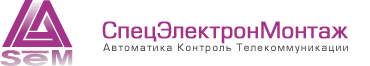 SeM
СпецЭлектронМонтаж
Автоматика Контроль Телекоммуникации